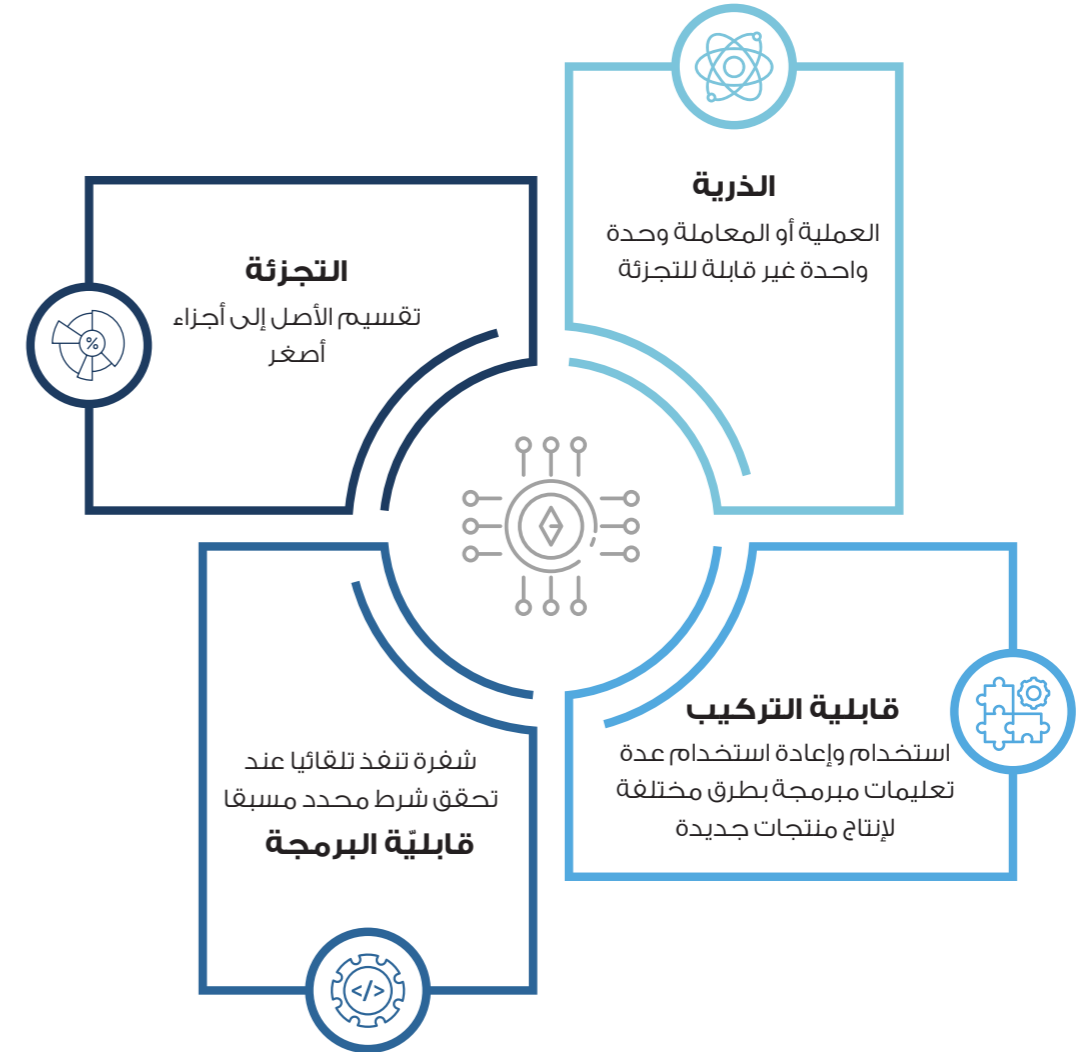 الذرية
العملية أو المعاملة وحدة
واحدة غير قابلة للتجزئة
التجزئة
تقسيم الأصل إلى أجزاء
أصغر
%
قابلية التركيب
استخدام وإعادة استخدام عدة
تعليمات مبرمجة بطرق مختلفة
لإنتاج منتجات جديدة
شفرة تنفذ تلقائيا عند
تحقق شرط محدد مسبقا
قابليّة البرمجة
</>